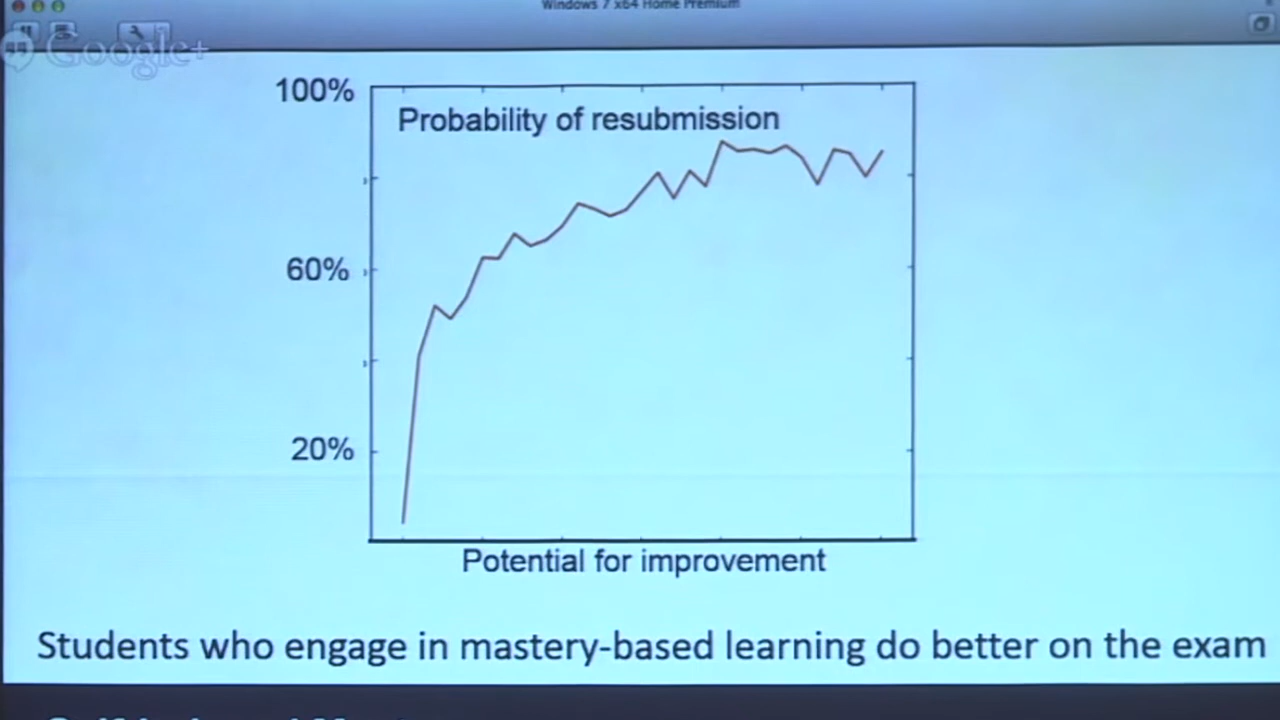 Windows 7 x64 Home Premium
Google+
100%
Probability of resubmission
60%
20%
Potential for improvement
Students who engage in mastery-based learning do better on the exam